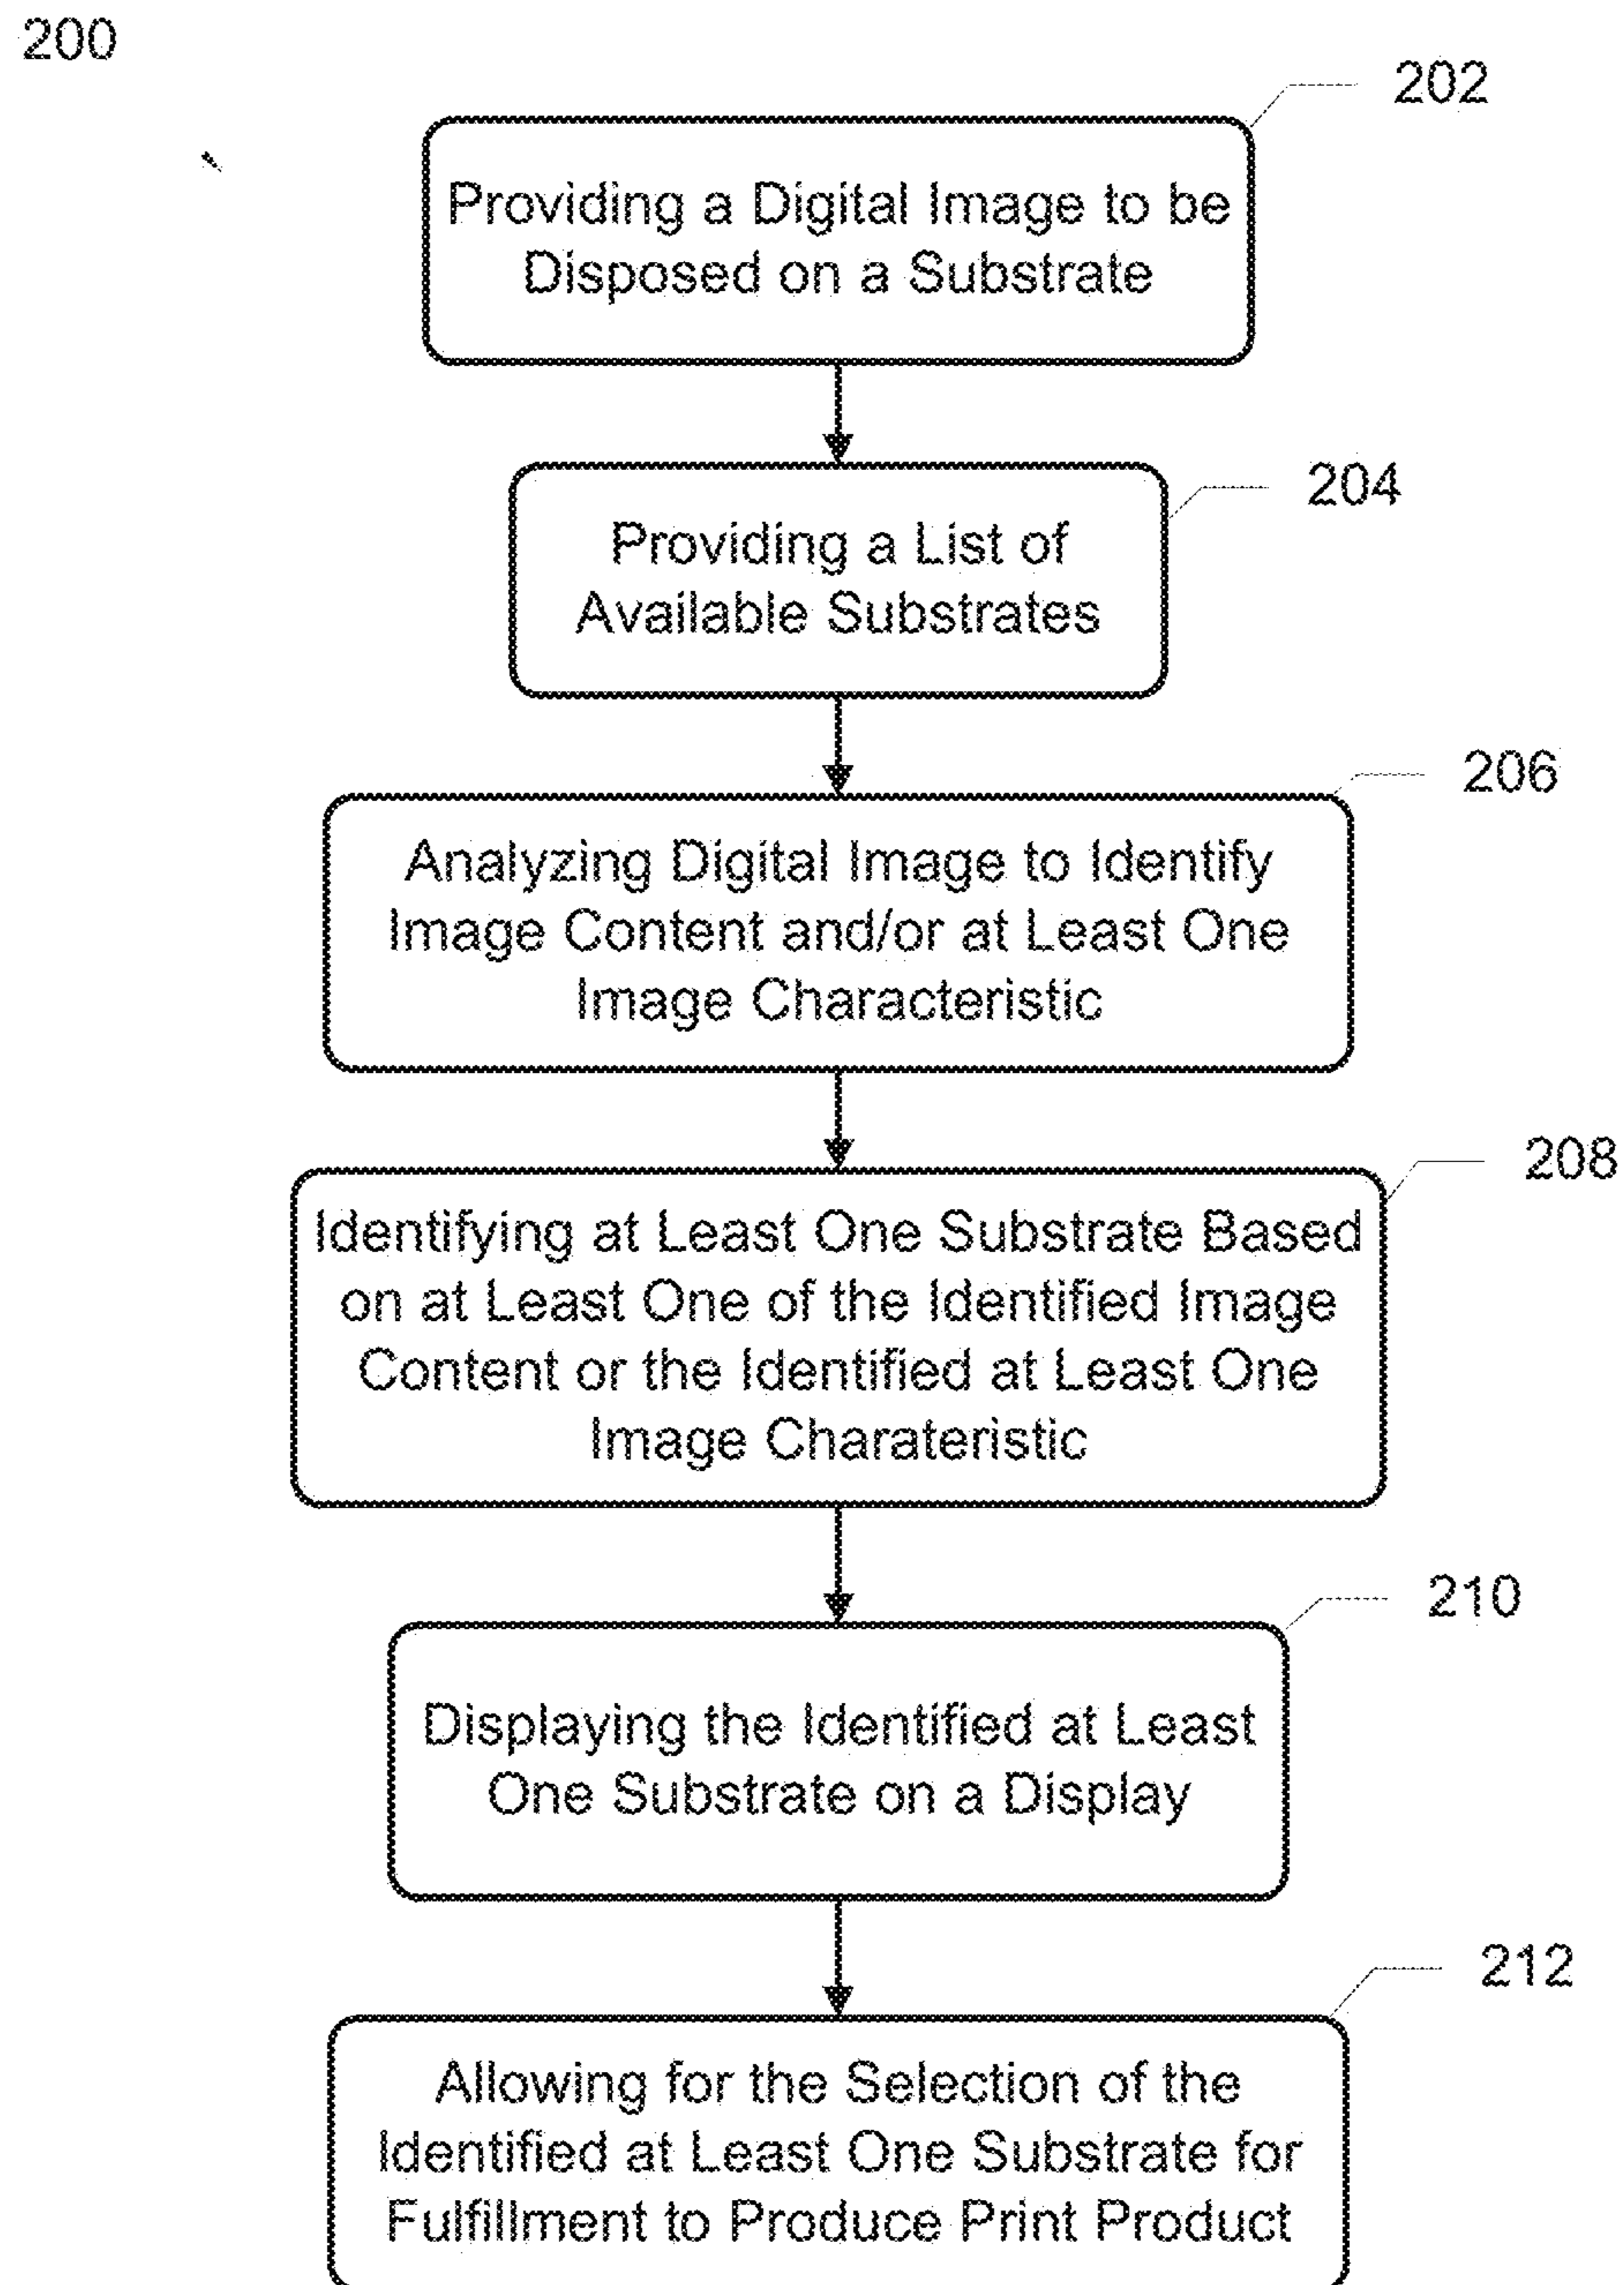 200
202
Providing a Digital Image to be
Disposed on a Substrate
204
Providing a List of
Available Substrates
206
Analyzing Digital Image to Identify
Image Content and/or at Least One
Image Characteristic
208
Identifying at Least One Substrate Based
on at Least One of the Identified Image
Content or the Identified at Least One
Image Charateristic
210
Displaying the Identified at Least
One Substrate on a Display
212
Allowing for the Selection of the
Identified at Least One Substrate for
Fulfillment to Produce Print Product